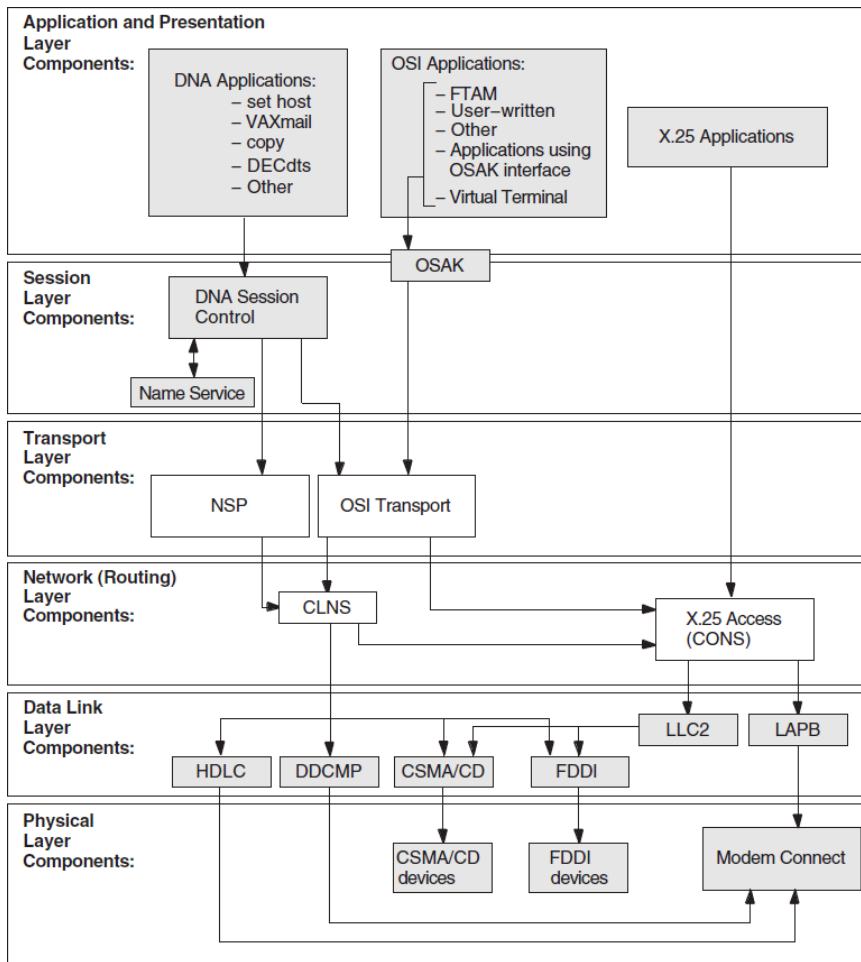 Application and Presentation
Layer
Components:
DNA Applications:
– set host
– VAXmail
– copy
– DECdts
– Other
OSI Applications:
– FTAM
– User–written
– Other
– Applications using
OSAK interface
– Virtual Terminal
X.25 Applications
OSAK
Session
Layer
Components:
DNA Session
Control
Name Service
Transport
Layer
Components:
NSP
OSI Transport
Network (Routing)
Layer
Components:
CLNS
X.25 Access
(CONS)
Data Link
Layer
Components:
LLC2
LAPB
HDLC
DDCMP
CSMA/CD
FDDI
Physical
Layer
Components:
CSMA/CD
devices
FDDI
devices
Modem Connect